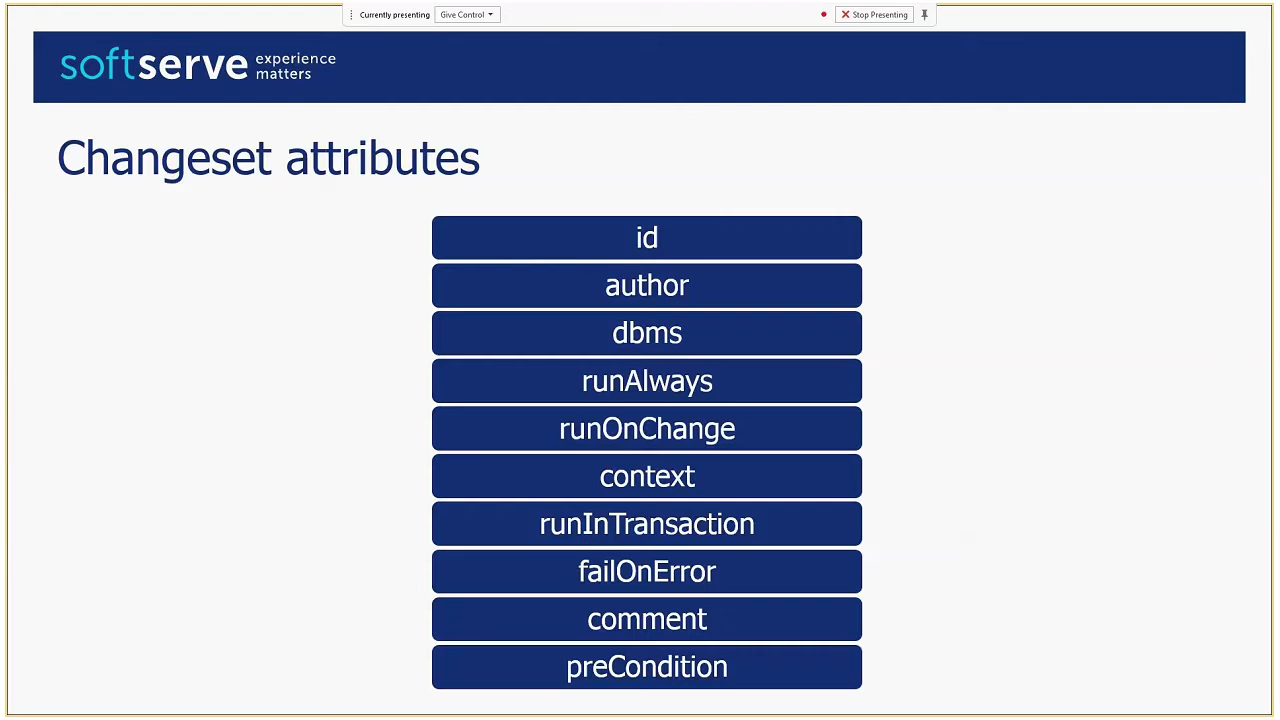 Currently presenting Give Control Stop Presenting
softserve experience matters
Changeset attributes
id
author
dbms
runAlways
runOnChange
context
runInTransaction
failOnError
comment
preCondition